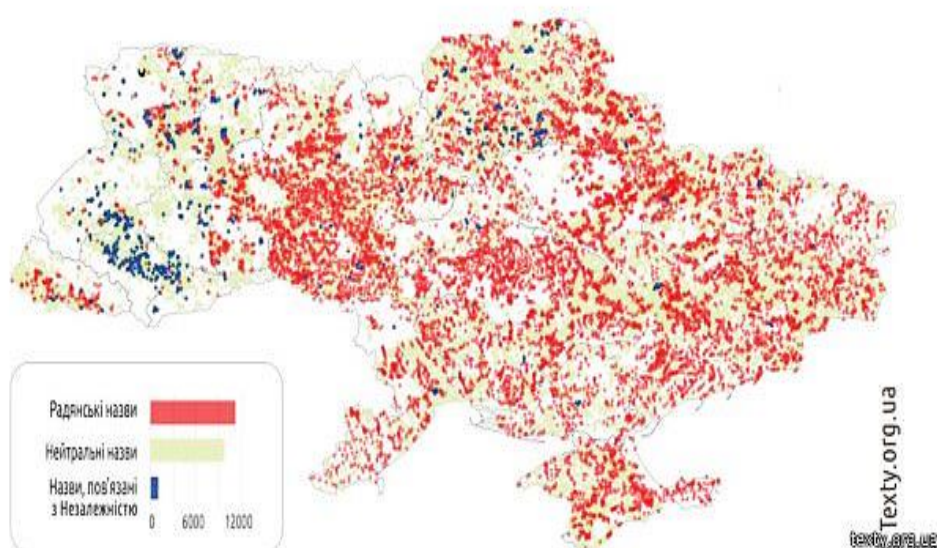 Радянські назви
Нейтральні назви
Назви, пов'язані
з Незалежністю
0 6000 12000
Texty.org.ua
texty.org.ua